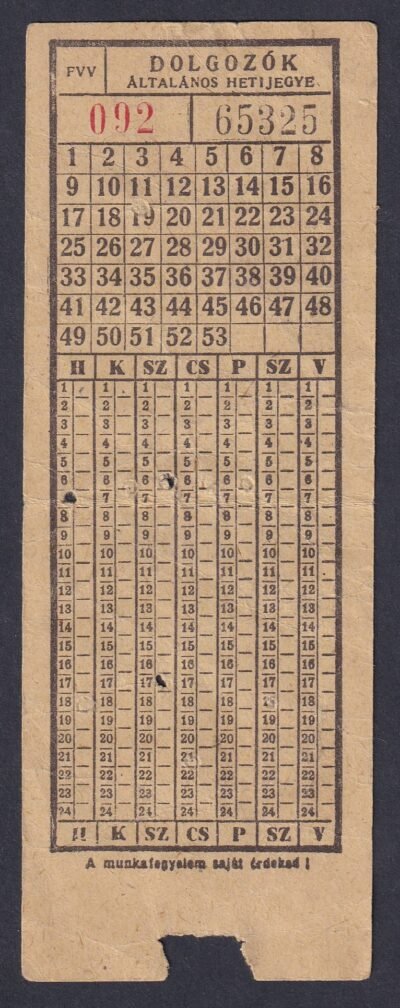 FVV
DOLGOZÓK
ÁLTALÁNOS HETIJEGYE
092 65325
1 2 3 4 5 6 7 8
9 10 11 12 13 14 15 16
17 18 19 20 21 22 23 24
25 26 27 28 29 30 31 32
33 34 35 36 37 38 39 40
41 42 43 44 45 46 47 48
49 50 51 52 53
H K SZ CS P SZ V
1 1 1 1 1 1 1
2 2 2 2 2 2 2
3 3 3 3 3 3 3
4 4 4 4 4 4 4
5 5 5 5 5 5 5
6 6 6 6 6 6 6
7 7 7 7 7 7
8 8 8 8 8 8 8
9 9 9 9 9 9 9
10 10 10 10 10 10 10
11 11 11 11 11 11 11
12 12 12 12 12 12 12
13 13 13 13 13 13 13
14 14 14 14 14 14 14
15 15 15 15 15 15 15
16 16 16 16 16 16 16
17 17 17 17 17 17 17
18 18 18 18 18 18 18
19 19 19 19 19 19 19
20 20 20 20 20 20 20
21 21 21 21 21 21 21
22 22 22 22 22 22 22
23 23 23 23 23 23 23
24 24 24 24 24 24 24
H K SZ CS P SZ V
A munkafegyelem saját érdeked !